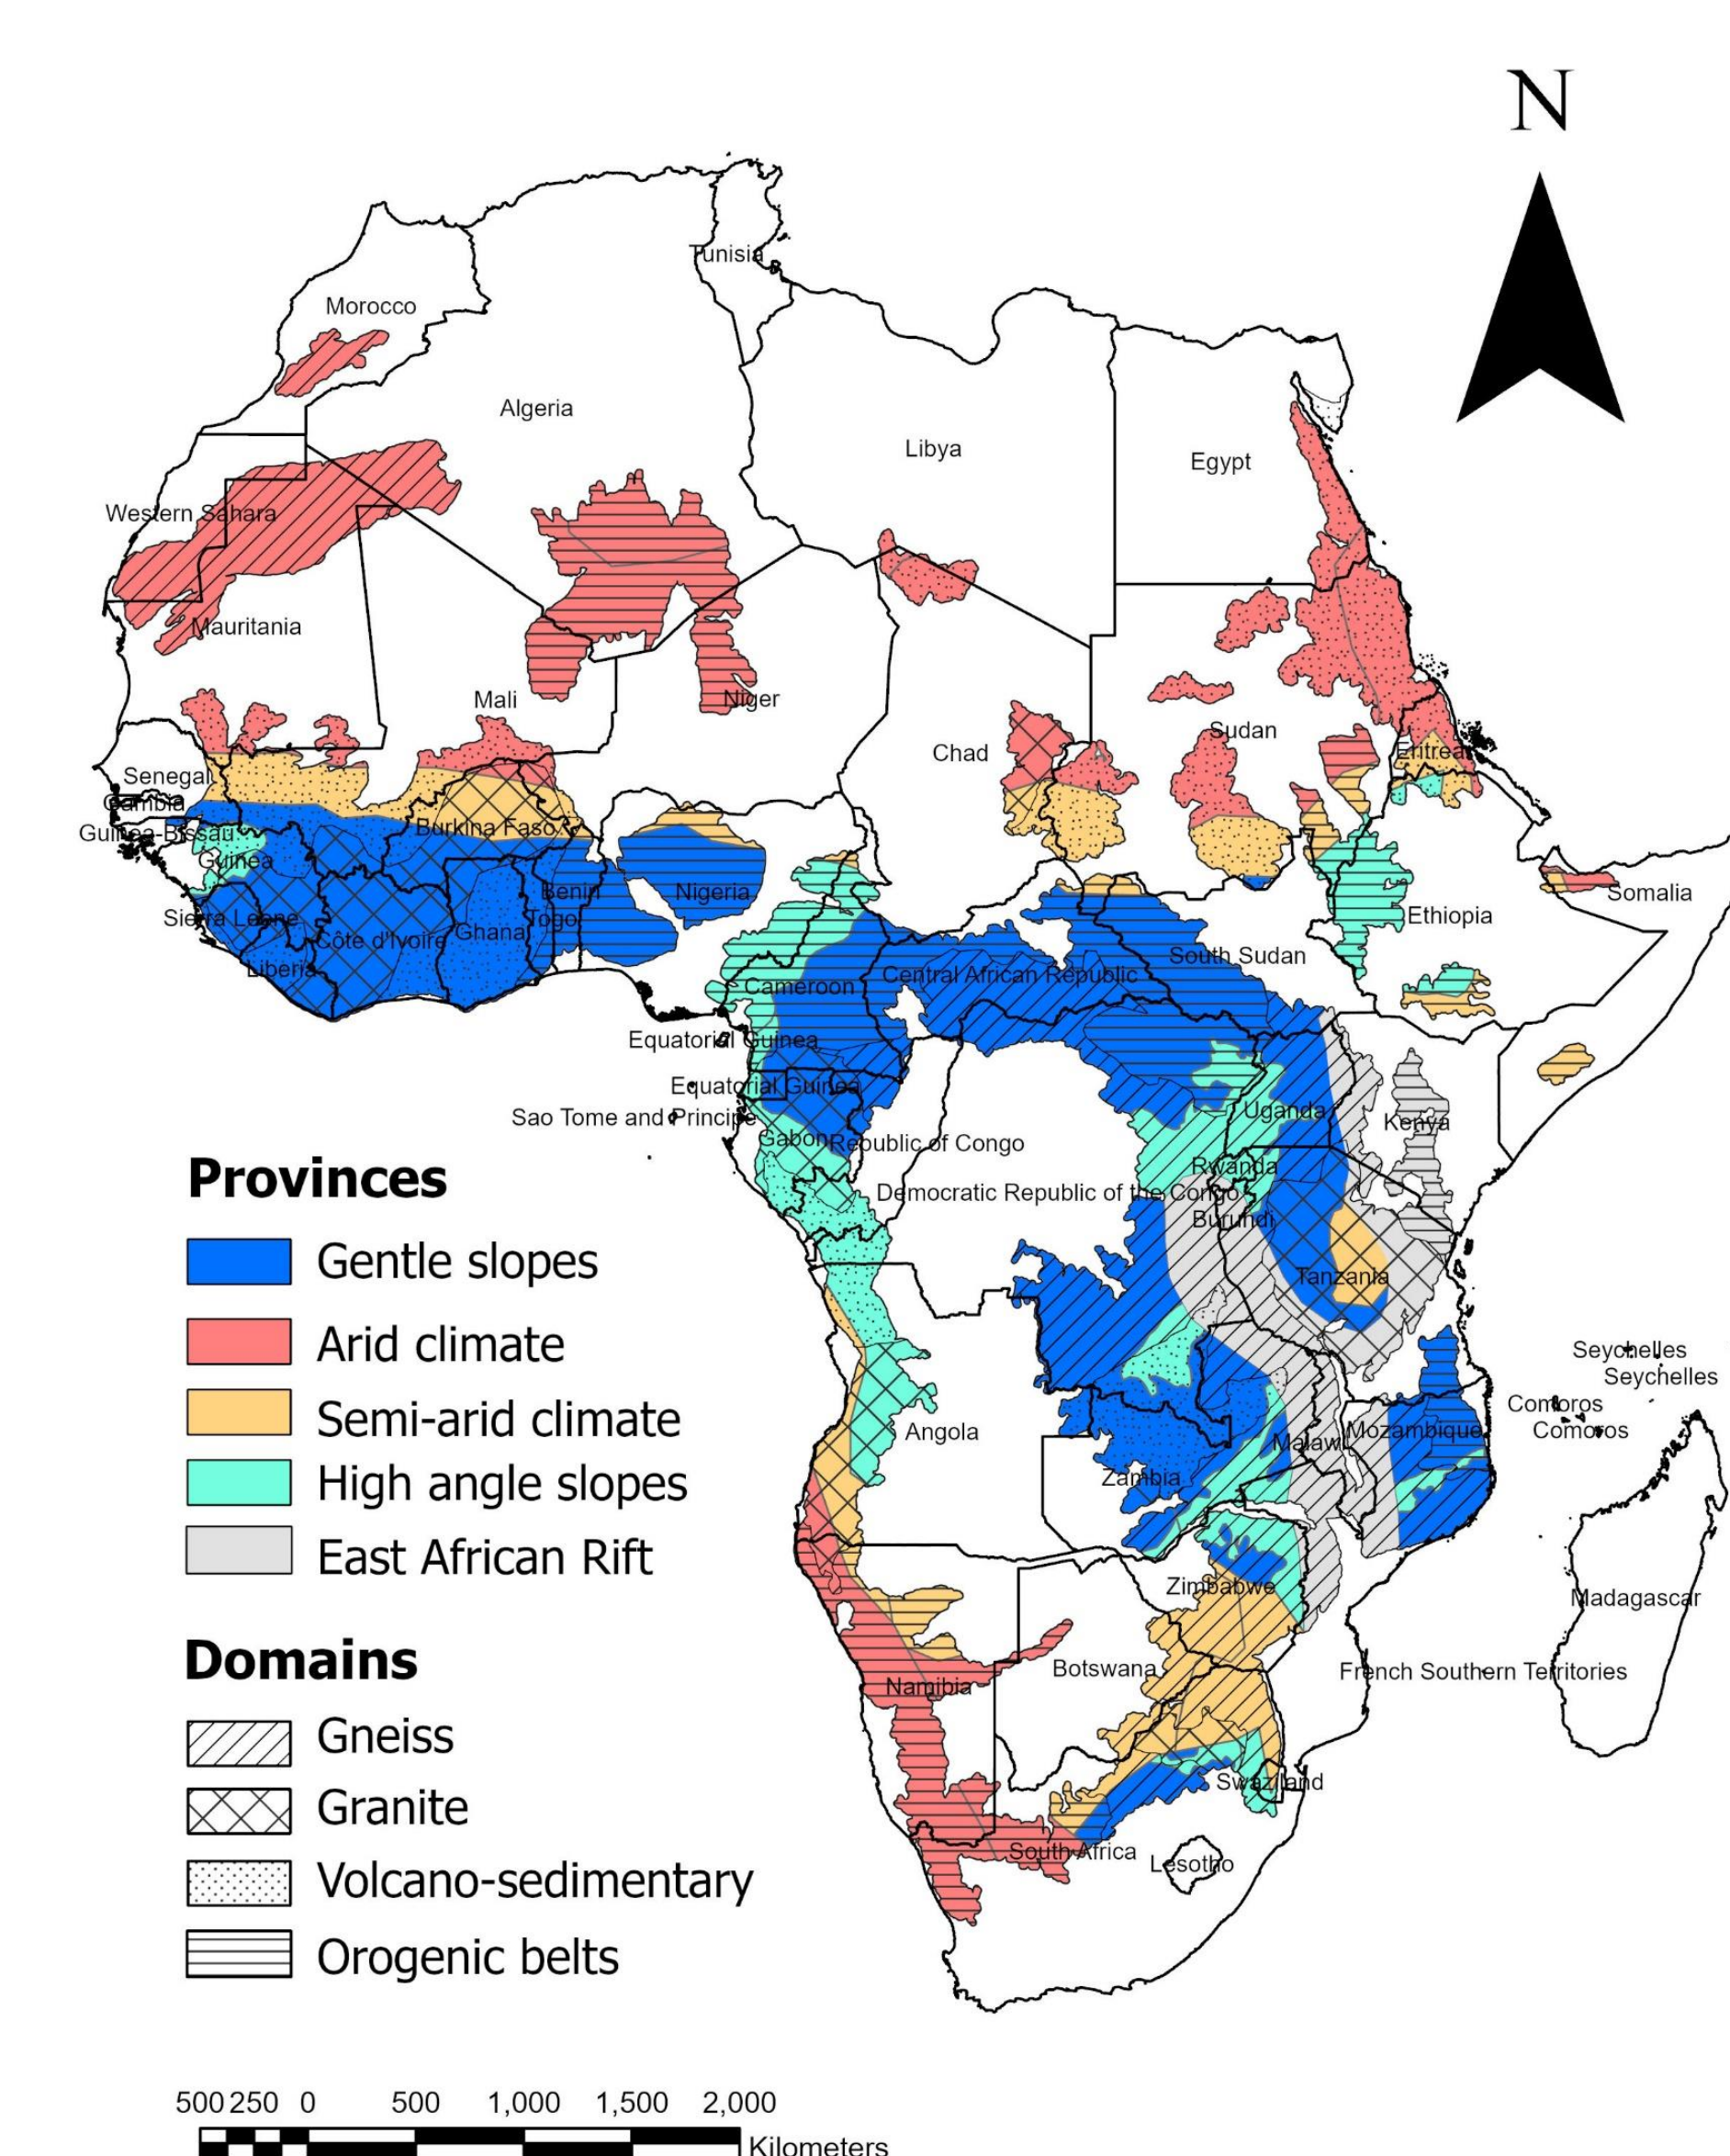 N
Tunisia
Morocco
Algeria
Libya
Egypt
Western Sahara
Mauritania
Mali
Niger
Chad
Sudan
Eritrea
Senegal
Gambia
Guinea-Bissau
Burkina Faso
Guinea
Benin
Nigeria
Somalia
Sierra Leone
Ghana
Togo
Ethiopia
Côte d'Ivoire
Liberia
South Sudan
Central African Republic
Cameroon
Equatorial Guinea
Equatorial Guinea
Sao Tome and Principe
Uganda
Kenya
Gabon
Republic of Congo
Rwanda
Democratic Republic of the Congo
Burundi
Tanzania
Seychelles
Seychelles
Comoros
Comoros
Angola
Malawi
Mozambique
Zambia
Zimbabwe
Madagascar
Botswana
French Southern Territories
Namibia
Swaziland
South Africa
Lesotho
Provinces
Gentle slopes
Arid climate
Semi-arid climate
High angle slopes
East African Rift
Domains
Gneiss
Granite
Volcano-sedimentary
Orogenic belts
500 250 0 500 1,000 1,500 2,000
Kilometers